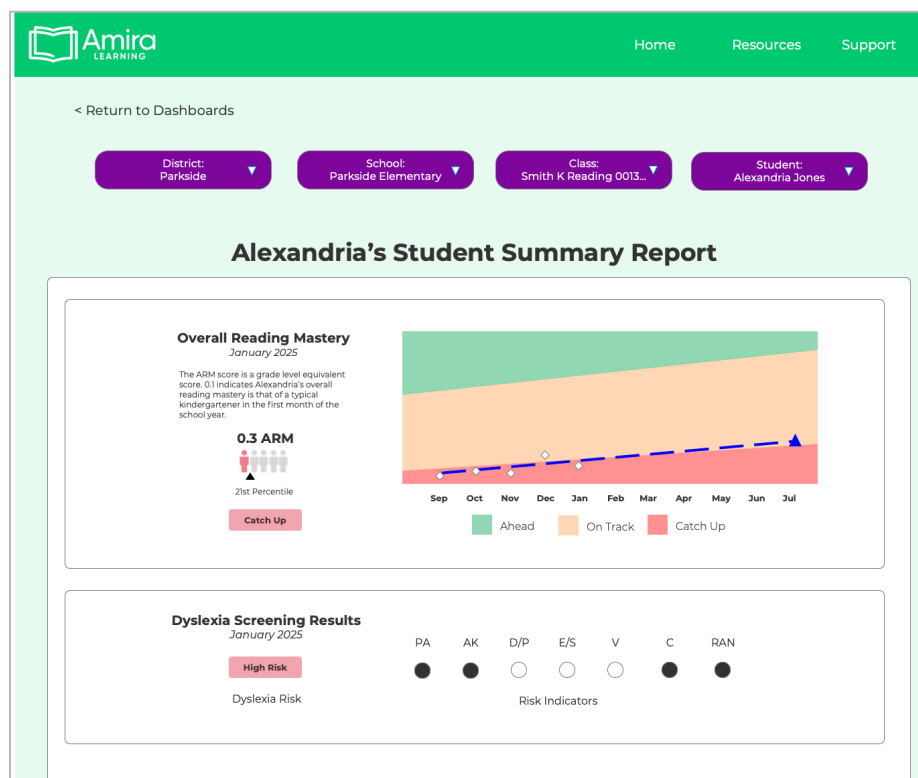 Amira
LEARNING
Home Resources Support
< Return to Dashboards
District:
Parkside
School:
Parkside Elementary
Class:
Smith K Reading 0013...
Student:
Alexandria Jones
Alexandria's Student Summary Report
Overall Reading Mastery
January 2025
The ARM score is a grade level equivalent
score. 0.1 indicates Alexandria's overall
reading mastery is that of a typical
kindergartener in the first month of the
school year.
0.3 ARM
21st Percentile
Catch Up
Sep Oct Nov Dec Jan Feb Mar Apr May Jun Jul
Ahead On Track Catch Up
Dyslexia Screening Results
January 2025
High Risk
Dyslexia Risk
PA AK D/P E/S V C RAN
Risk Indicators